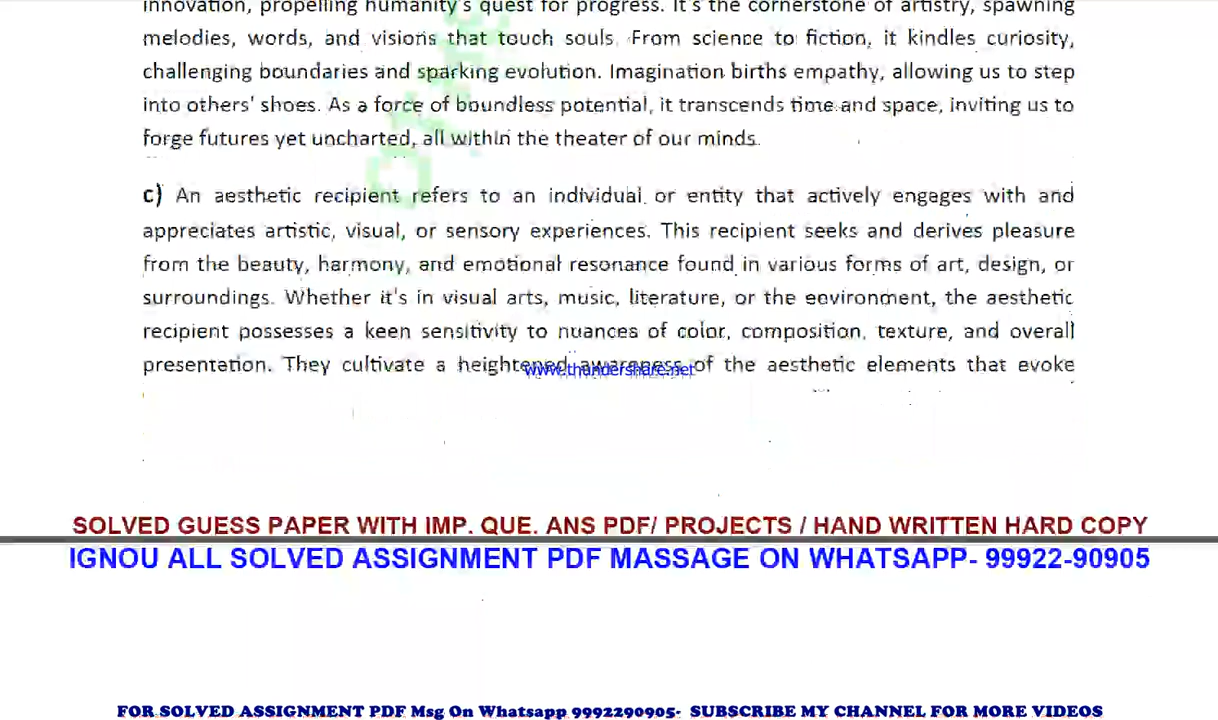 innovation, propelling humanity's quest for progress. It's the cornerstone of artistry, spawning
melodies, words, and visions that touch souls. From science to fiction, it kindles curiosity,
challenging boundaries and sparking evolution. Imagination births empathy, allowing us to step
into others' shoes. As a force of boundless potential, it transcends time and space, inviting us to
forge futures yet uncharted, all within the theater of our minds.
c) An aesthetic recipient refers to an individual or entity that actively engages with and
appreciates artistic, visual, or sensory experiences. This recipient seeks and derives pleasure
from the beauty, harmony, and emotional resonance found in various forms of art, design, or
surroundings. Whether it's in visual arts, music, literature, or the environment, the aesthetic
recipient possesses a keen sensitivity to nuances of color, composition, texture, and overall
presentation. They cultivate a heightened awareness of the aesthetic elements that evoke
www.thundershare.net
SOLVED GUESS PAPER WITH IMP. QUE. ANS PDF/ PROJECTS / HAND WRITTEN HARD COPY
IGNOU ALL SOLVED ASSIGNMENT PDF MASSAGE ON WHATSAPP- 99922-90905
FOR SOLVED ASSIGNMENT PDF Msg On Whatsapp 9992290905- SUBSCRIBE MY CHANNEL FOR MORE VIDEOS